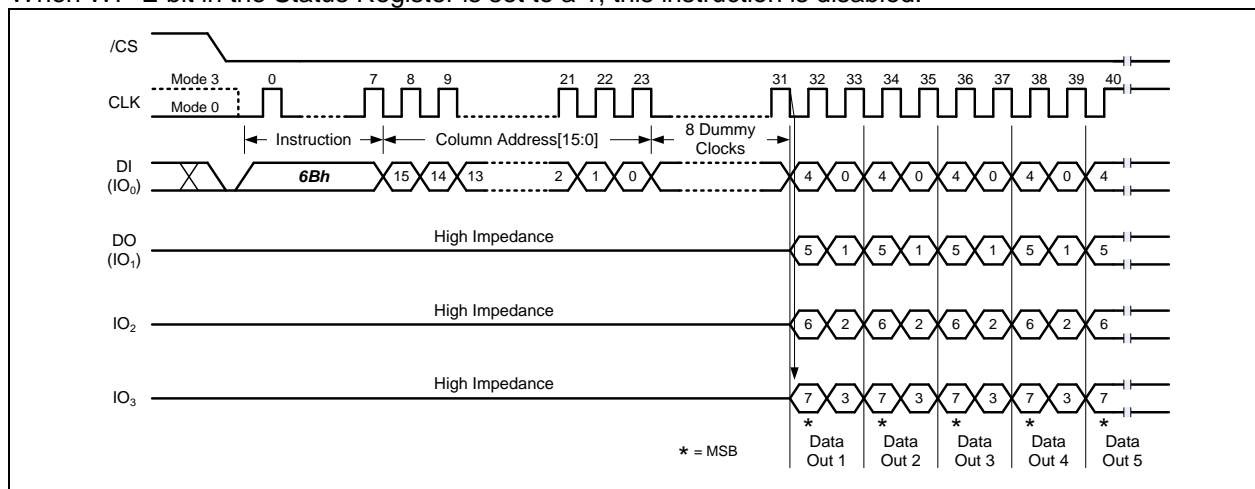 When WP-E bit in the Status Register is set to a 1, this instruction is disabled.
/CS
Mode 3 0 7 8 9 21 22 23 31 32 33 34 35 36 37 38 39 40
CLK Mode 0
Instruction Column Address[15:0] 8 Dummy
Clocks
DI
(IO₀)
6Bh 15 14 13 2 1 0 4 0 4 0 4 0 4 0 4
High Impedance
DO
(IO₁)
5 1 5 1 5 1 5 1 5
High Impedance
IO₂ 6 2 6 2 6 2 6 2 6
High Impedance
IO₃ 7 3 7 3 7 3 7 3 7
* * * * *
* = MSB
Data
Out 1
Data
Out 2
Data
Out 3
Data
Out 4
Data
Out 5